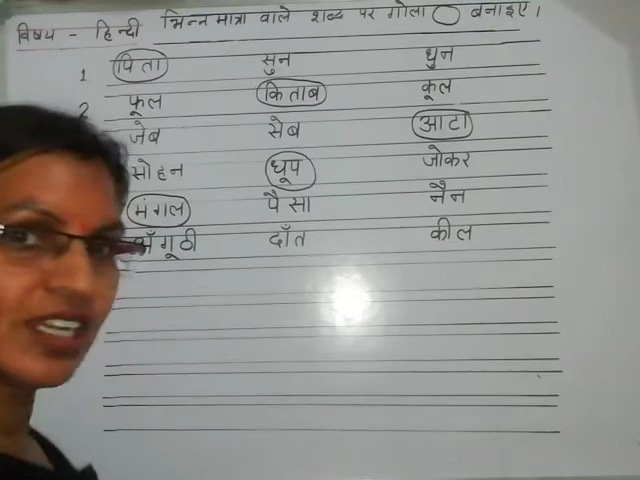 विषय - हिन्दी भिन्न मात्रा वाले शब्द पर गोला बनाइए।
1 पिता सुन धुन
2 फूल किताब कूल
जेब सेब आटा
सोहन धूप जोकर
मंगल पैसा नैन
अँगूठी दाँत कील